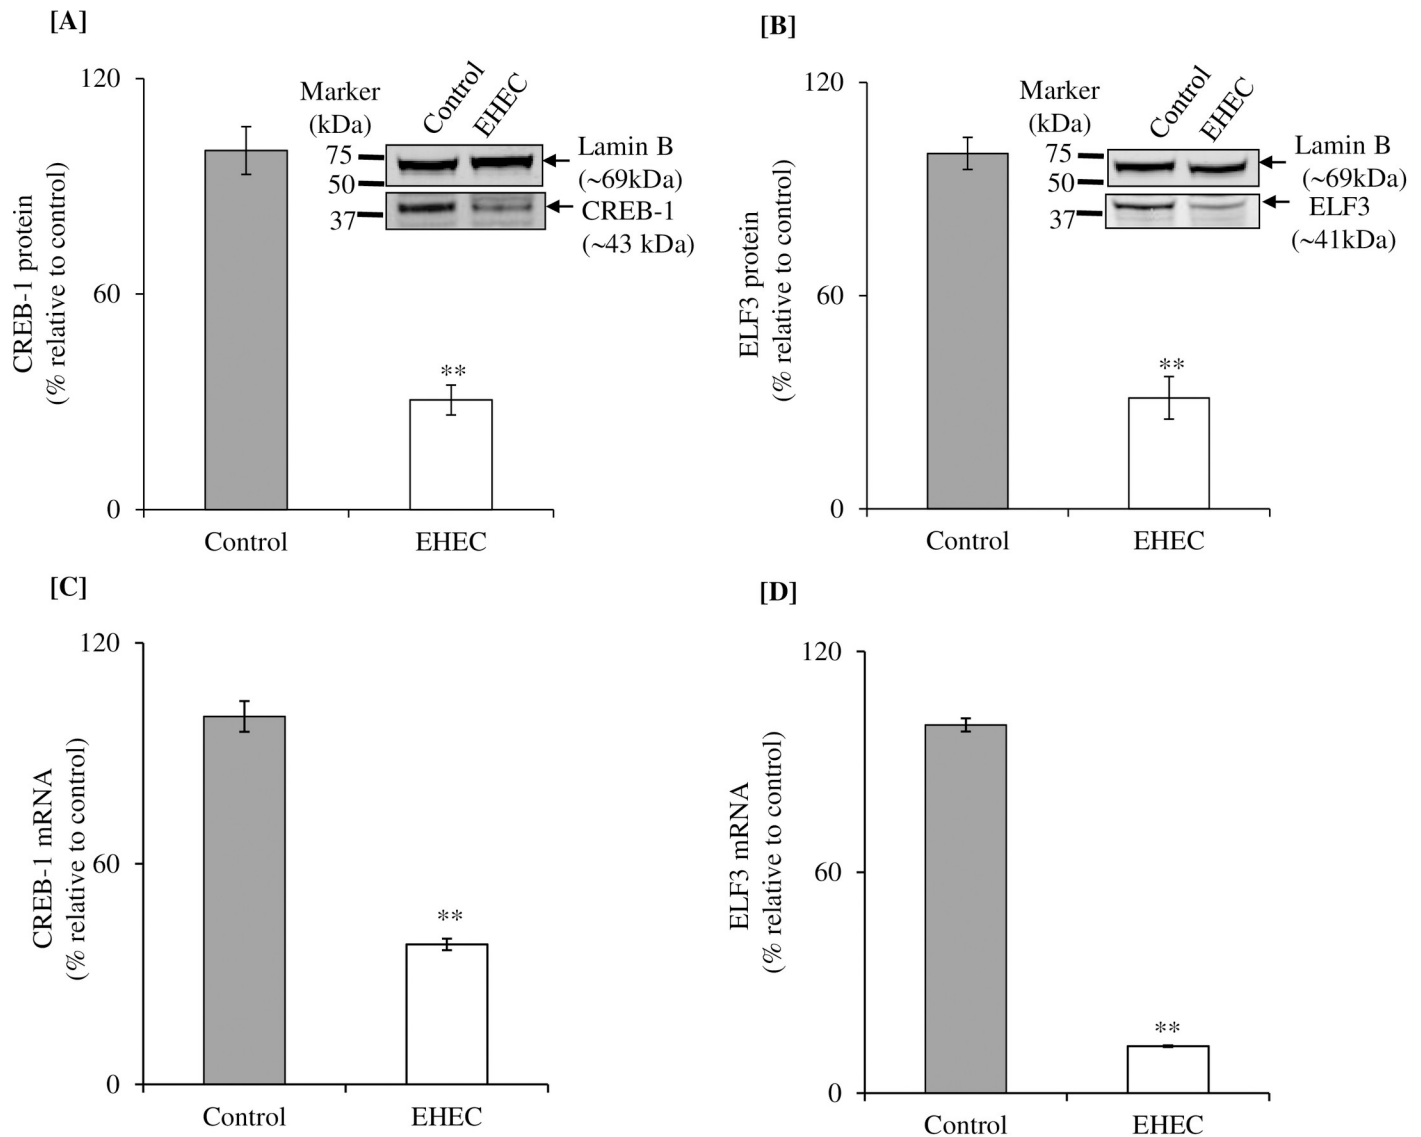 [A]
120
60
0
CREB-1 protein
(% relative to control)
Marker
(kDa)
75
50
37
Control
EHEC
Lamin B
(~69kDa)
CREB-1
(~43 kDa)
**
Control
EHEC
[B]
120
60
0
ELF3 protein
(% relative to control)
Marker
(kDa)
75
50
37
Control
EHEC
Lamin B
(~69kDa)
ELF3
(~41kDa)
**
Control
EHEC
[C]
120
60
0
CREB-1 mRNA
(% relative to control)
**
Control
EHEC
[D]
120
60
0
ELF3 mRNA
(% relative to control)
**
Control
EHEC